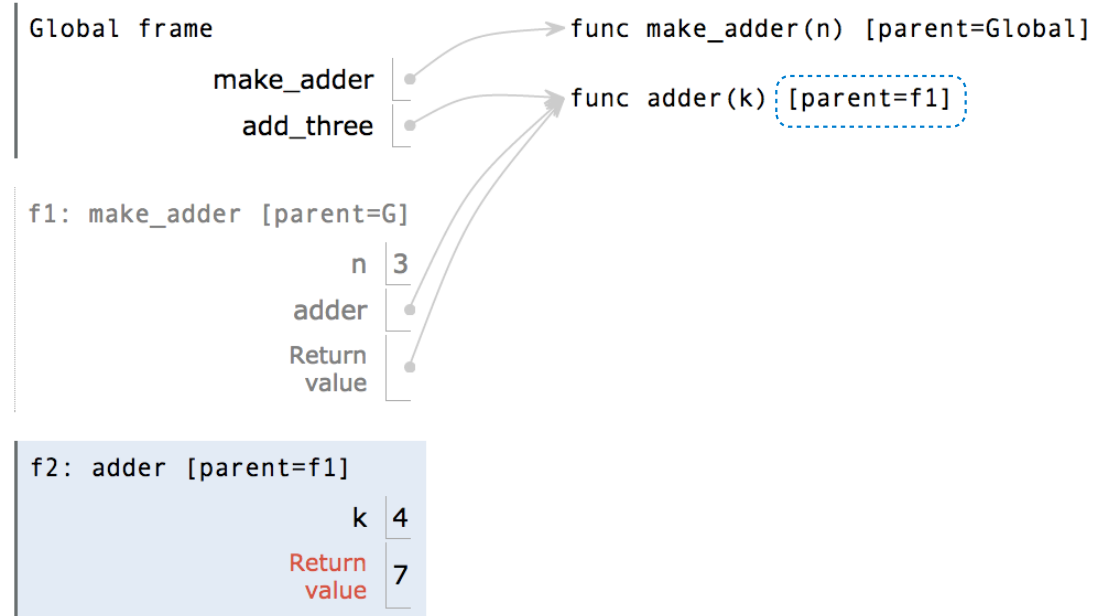 Global frame
func make_adder(n) [parent=Global]
make_adder
add_three
func adder(k) [parent=f1]
f1: make_adder [parent=G]
n 3
adder
Return
value
f2: adder [parent=f1]
k 4
Return
value 7